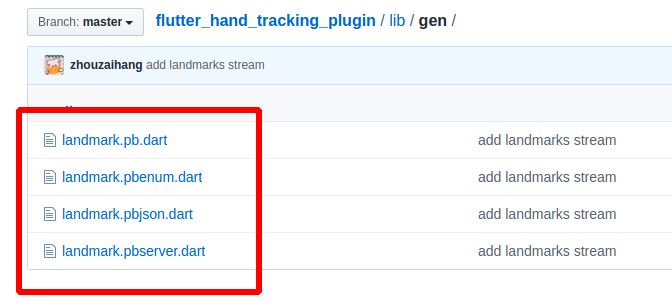 Branch: master
flutter_hand_tracking_plugin / lib / gen /
zhouzaihang add landmarks stream
..
landmark.pb.dart add landmarks stream
landmark.pbenum.dart add landmarks stream
landmark.pbjson.dart add landmarks stream
landmark.pbserver.dart add landmarks stream